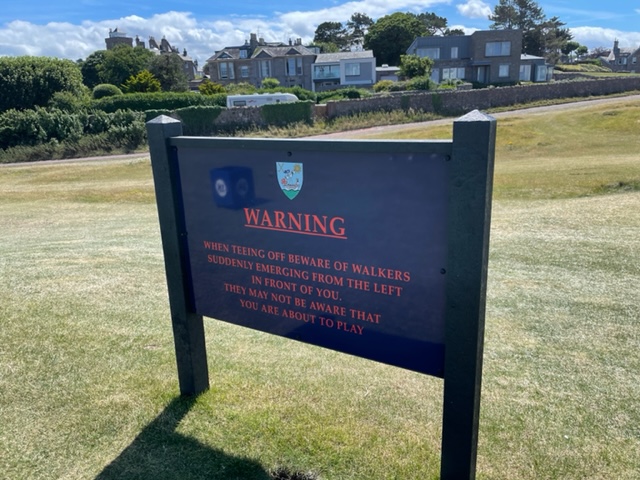 WARNING
WHEN TEEING OFF BEWARE OF WALKERS
SUDDENLY EMERGING FROM THE LEFT
IN FRONT OF YOU.
THEY MAY NOT BE AWARE THAT
YOU ARE ABOUT TO PLAY